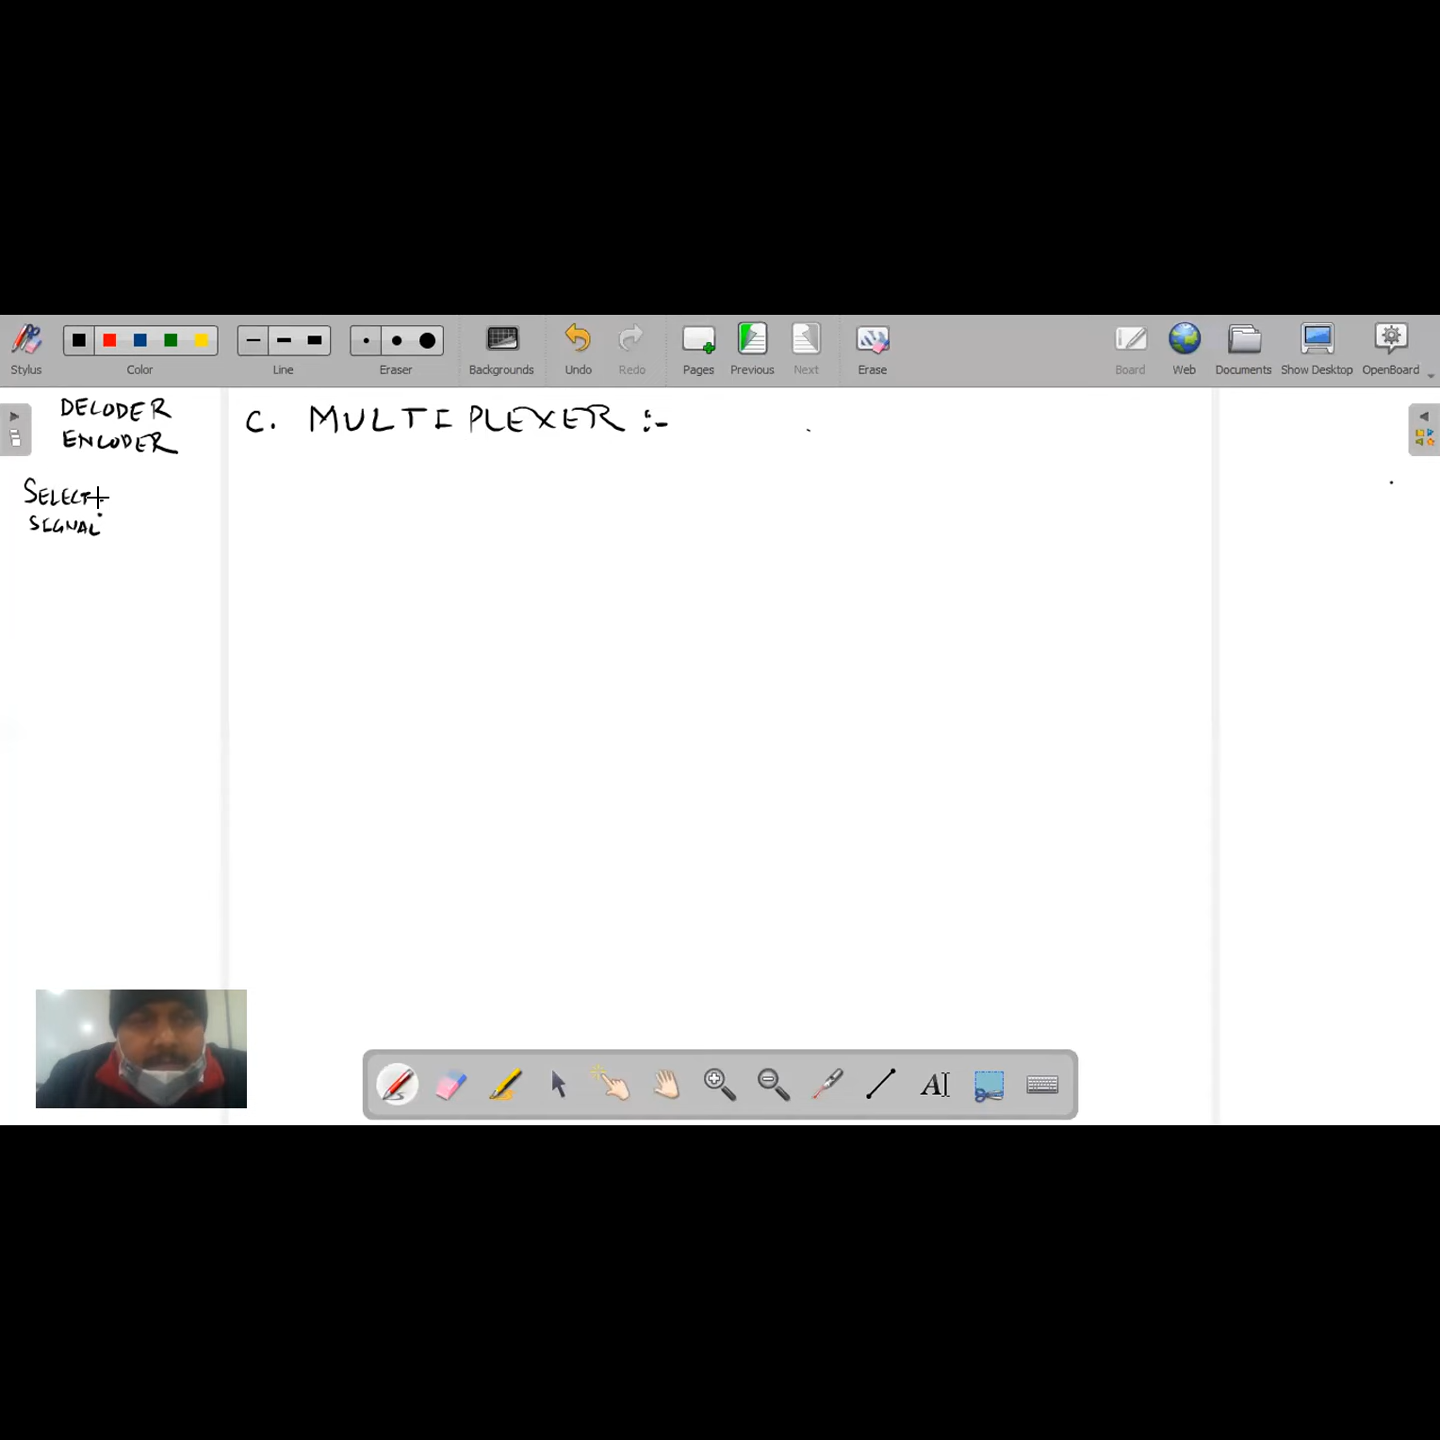 Stylus Color Line Eraser Backgrounds Undo Redo Pages Previous Next Erase Board Web Documents Show Desktop OpenBoard
DECODER
ENCODER
C. MULTIPLEXER :-
SELECT
SIGNAL